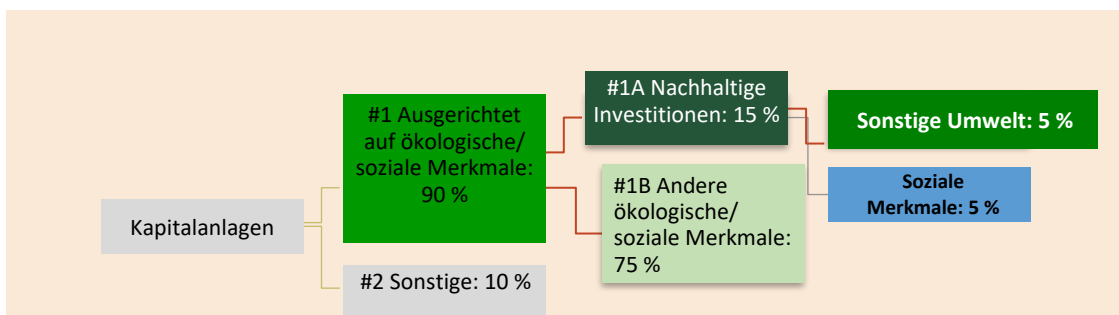 Kapitalanlagen
#1 Ausgerichtet
auf ökologische/
soziale Merkmale:
90 %
#2 Sonstige: 10 %
#1A Nachhaltige
Investitionen: 15 %
#1B Andere
ökologische/
soziale Merkmale:
75 %
Sonstige Umwelt: 5 %
Soziale
Merkmale: 5 %